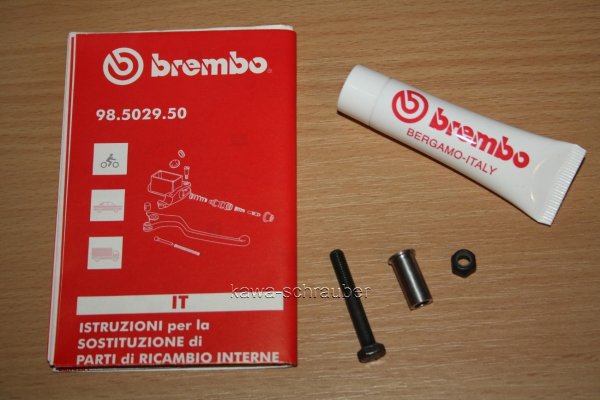 brembo
98.5029.50
IT
ISTRUZIONI per la
SOSTITUZIONE di
PARTI di RICAMBIO INTERNE
brembo
BERGAMO-ITALY
kawa-schrauber